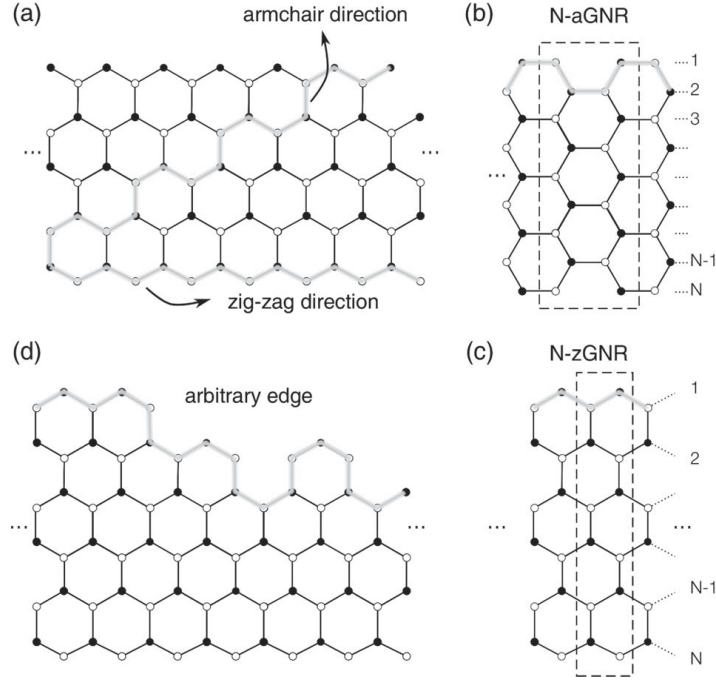 (a)
armchair direction
...
...
zig-zag direction
(b)
N-aGNR
1
2
3
...
N-1
N
(d)
arbitrary edge
...
...
(c)
N-zGNR
1
2
...
...
N-1
N